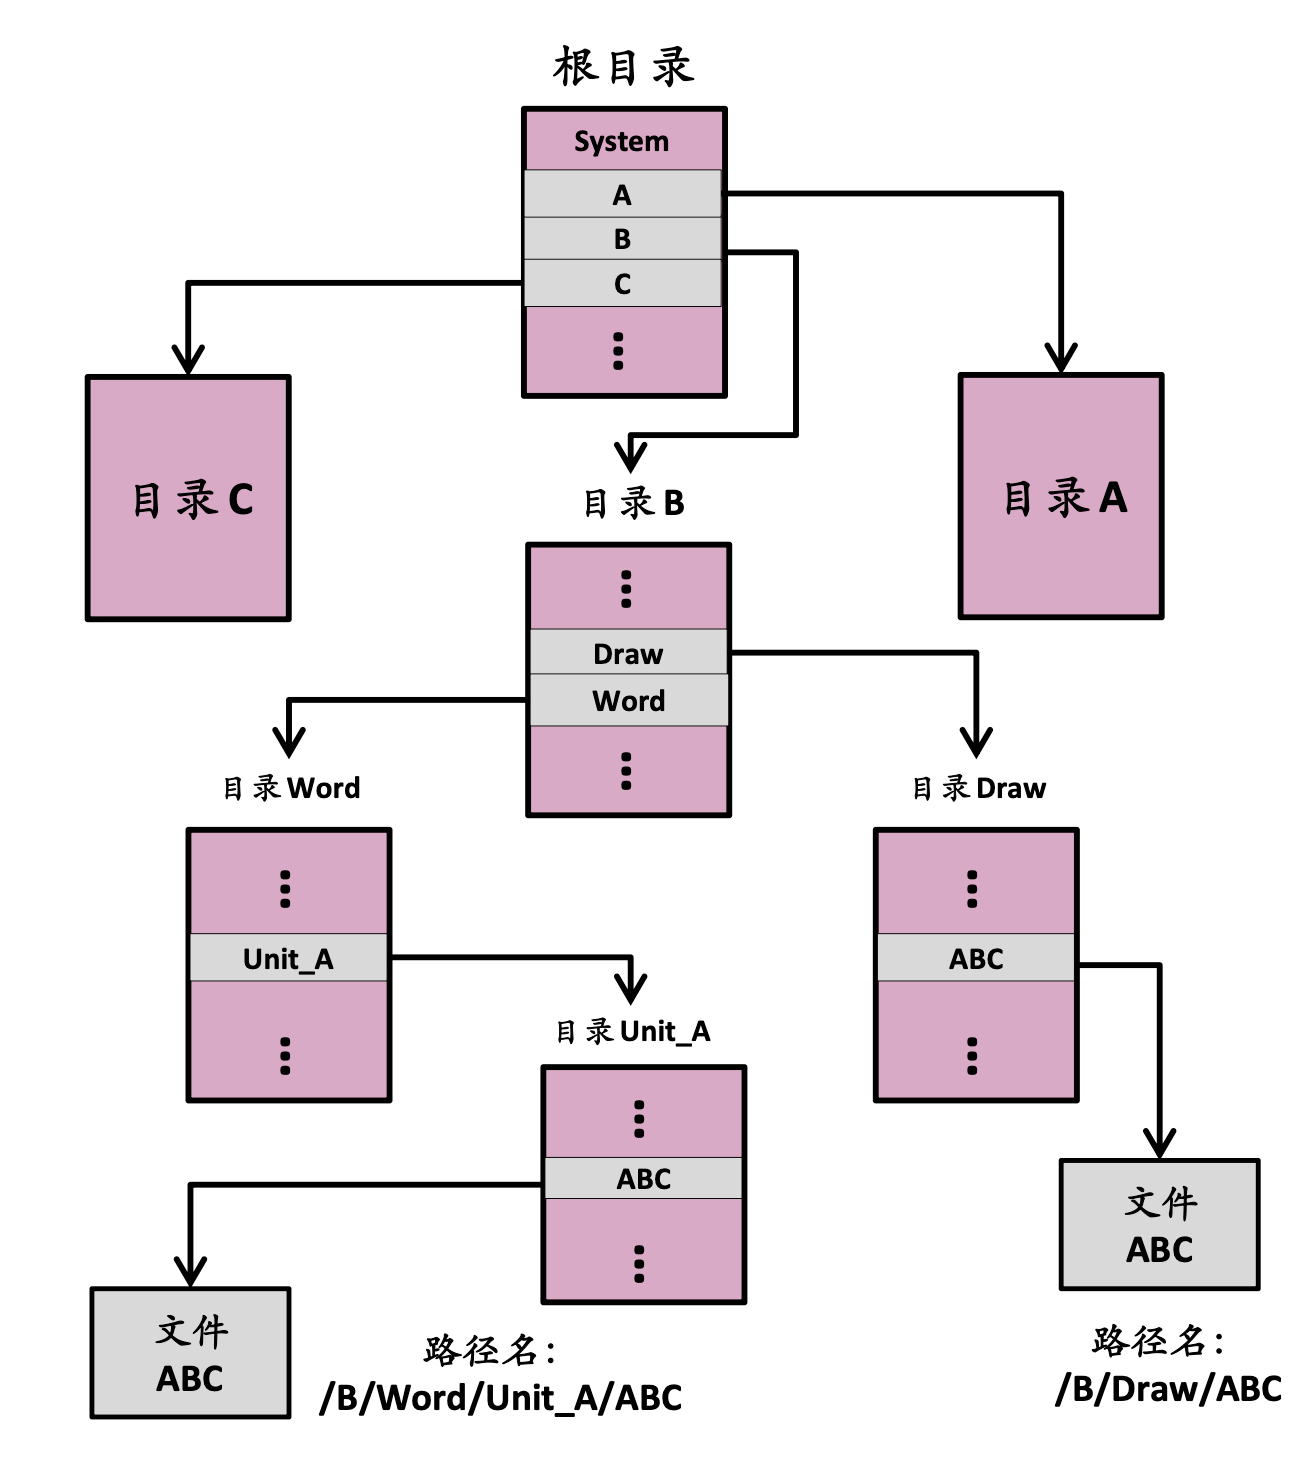 根目录
System
A
B
C
目录C
目录B
目录A
Draw
Word
目录Word
目录Draw
Unit_A
ABC
目录Unit_A
ABC
文件
ABC
文件
ABC
路径名:
/B/Word/Unit_A/ABC
路径名:
/B/Draw/ABC